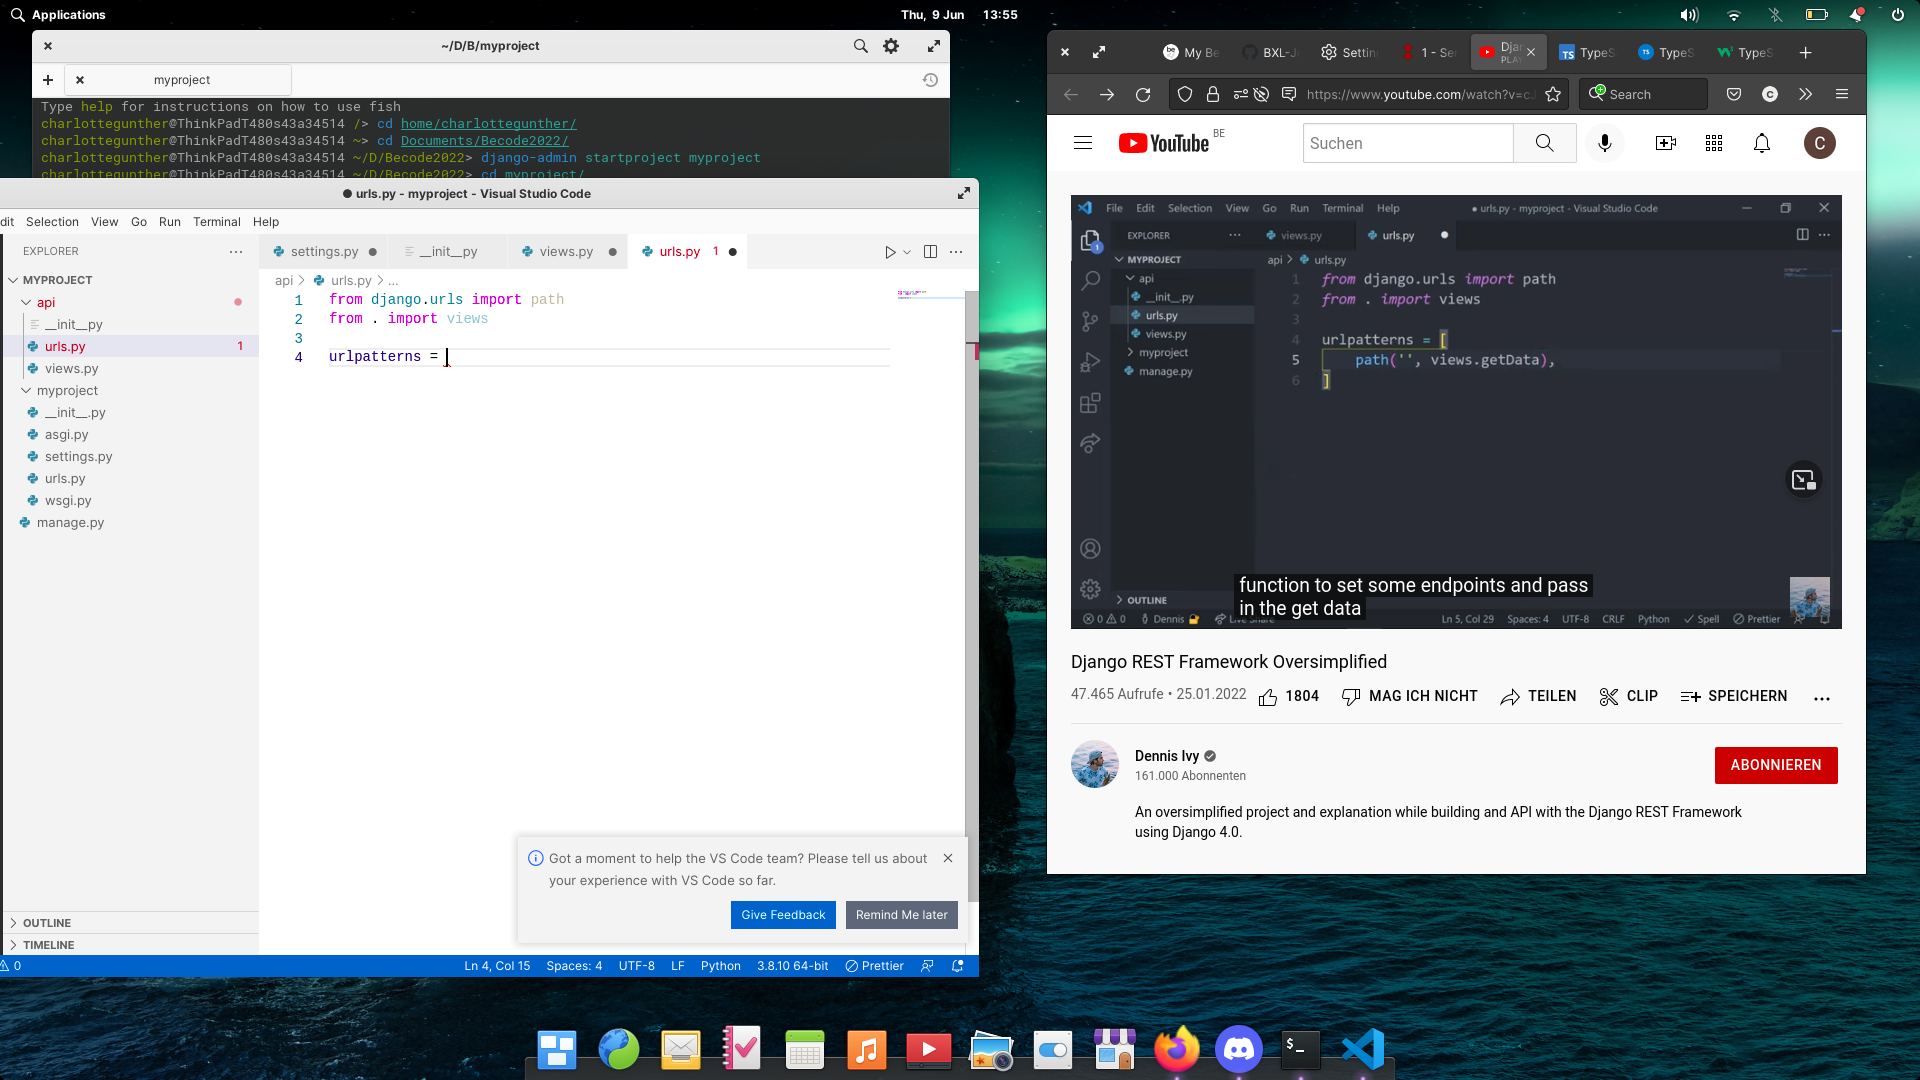 Applications
Thu, 9 Jun 13:55
~/D/B/myproject
myproject
Type help for instructions on how to use fish
charlottegunther@ThinkPadT480s43a34514 /> cd home/charlottegunther/
charlottegunther@ThinkPadT480s43a34514 ~> cd Documents/Becode2022/
charlottegunther@ThinkPadT480s43a34514 ~/D/Becode2022> django-admin startproject myproject
charlottegunther@ThinkPadT480s43a34514 ~/D/Becode2022> cd myproject/
● urls.py - myproject - Visual Studio Code
dit Selection View Go Run Terminal Help
EXPLORER
settings.py
__init__py
views.py
urls.py 1
MYPROJECT
api
__init__py
urls.py 1
views.py
myproject
__init__.py
asgi.py
settings.py
urls.py
wsgi.py
manage.py
OUTLINE
TIMELINE
api > urls.py > ...
1 from django.urls import path
2 from . import views
3
4 urlpatterns =
Got a moment to help the VS Code team? Please tell us about
your experience with VS Code so far.
Give Feedback
Remind Me later
0
Ln 4, Col 15 Spaces: 4 UTF-8 LF Python 3.8.10 64-bit Prettier
My Be
BXL-J
Settin
1 - Se
Djan
PLAY
TS TypeS
TS TypeS
TypeS
https://www.youtube.com/watch?v=c
Search
C
YouTube BE
Suchen
C
File Edit Selection View Go Run Terminal Help
● urls.py - myproject - Visual Studio Code
1
EXPLORER
views.py
urls.py
MYPROJECT
api
__init__.py
urls.py
views.py
myproject
manage.py
OUTLINE
api > urls.py
1 from django.urls import path
2 from . import views
3
4 urlpatterns = [
5 path('', views.getData),
6 ]
function to set some endpoints and pass
in the get data
0 0 Dennis Live Share Ln 5, Col 29 Spaces: 4 UTF-8 CRLF Python Spell Prettier
Django REST Framework Oversimplified
47.465 Aufrufe • 25.01.2022 1804 MAG ICH NICHT TEILEN CLIP SPEICHERN
Dennis Ivy
161.000 Abonnenten
ABONNIEREN
An oversimplified project and explanation while building and API with the Django REST Framework
using Django 4.0.